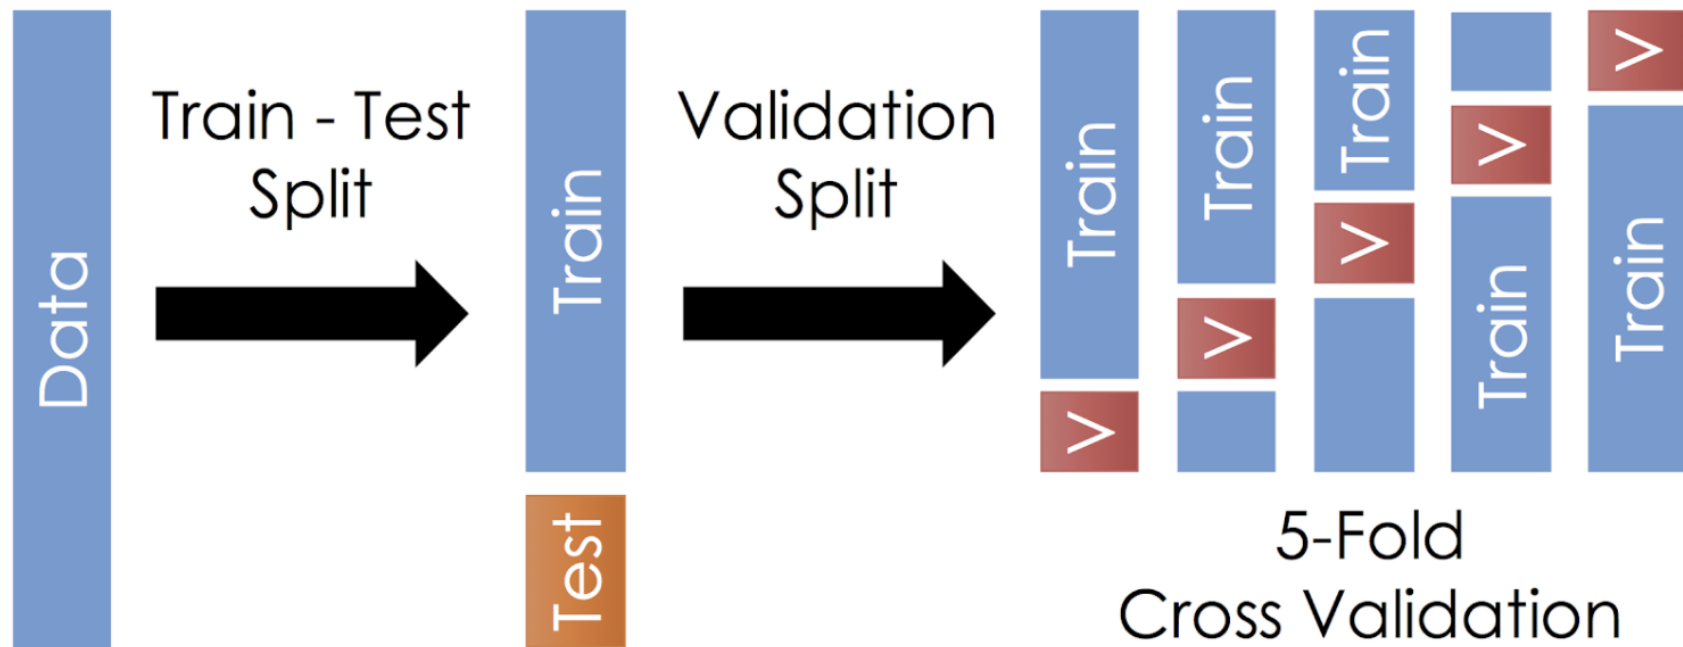 Data
Train - Test
Split
Train
Test
Validation
Split
Train
V
Train
V
Train
V
V
Train
V
Train
5-Fold
Cross Validation